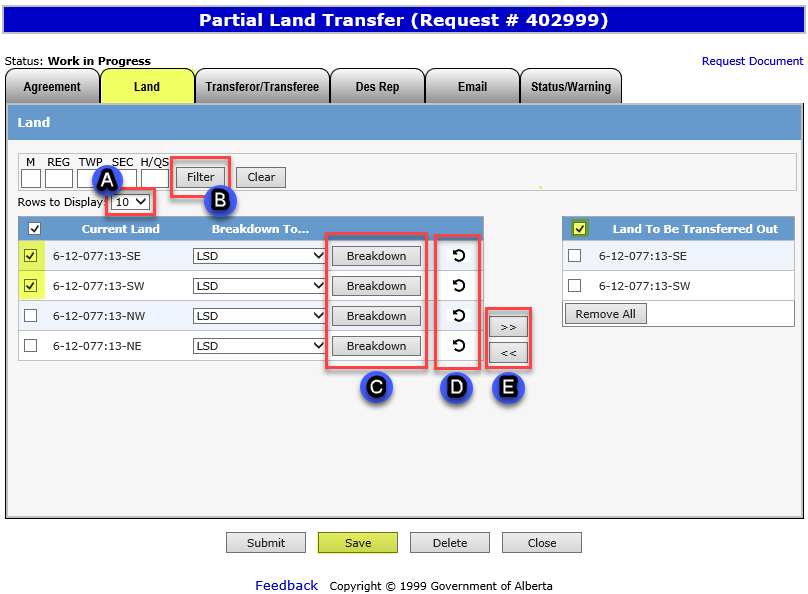 Partial Land Transfer (Request # 402999)
Status: Work in Progress Request Document
Agreement Land Transferor/Transferee Des Rep Email Status/Warning
Land
M REG TWP SEC H/QS
A Filter Clear
B
Rows to Display: 10
Current Land Breakdown To... Land To Be Transferred Out
6-12-077:13-SE LSD Breakdown 6-12-077:13-SE
6-12-077:13-SW LSD Breakdown 6-12-077:13-SW
6-12-077:13-NW LSD Breakdown Remove All
>>
6-12-077:13-NE LSD Breakdown
<<
C D E
Submit Save Delete Close
Feedback Copyright © 1999 Government of Alberta